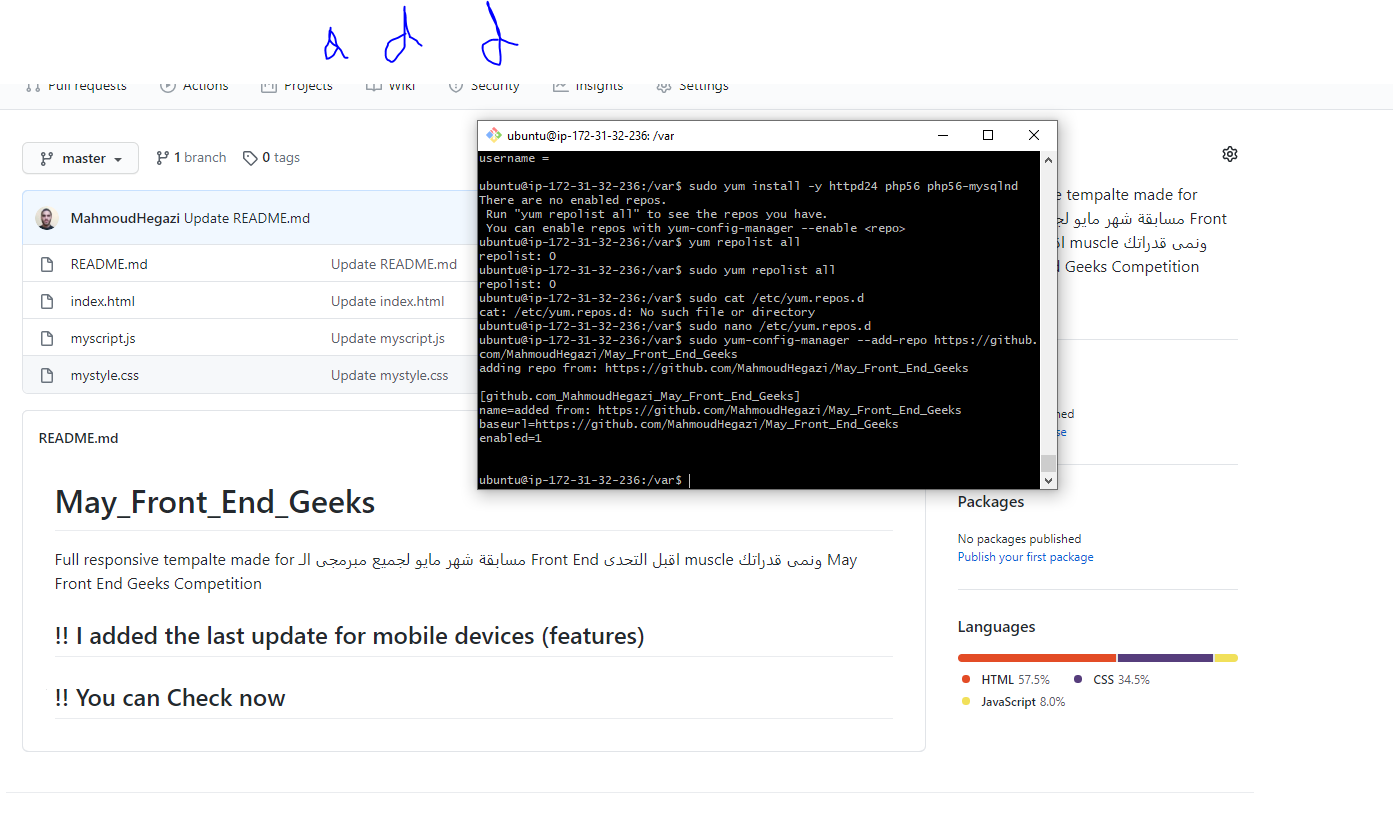 a d f
Pull requests Actions Projects Wiki Security Insights Settings
master 1 branch 0 tags
MahmoudHegazi Update README.md
README.md Update README.md
index.html Update index.html
myscript.js Update myscript.js
mystyle.css Update mystyle.css
README.md
May_Front_End_Geeks
Full responsive tempalte made for مسابقة شهر مايو لجميع مبرمجى الـ Front End اقبل التحدى muscle ونمى قدراتك May
Front End Geeks Competition
!! I added the last update for mobile devices (features)
!! You can Check now
ubuntu@ip-172-31-32-236: /var
username =
ubuntu@ip-172-31-32-236:/var$ sudo yum install -y httpd24 php56 php56-mysqlnd
There are no enabled repos.
Run "yum repolist all" to see the repos you have.
You can enable repos with yum-config-manager --enable <repo>
ubuntu@ip-172-31-32-236:/var$ yum repolist all
repolist: 0
ubuntu@ip-172-31-32-236:/var$ sudo yum repolist all
repolist: 0
ubuntu@ip-172-31-32-236:/var$ sudo cat /etc/yum.repos.d
cat: /etc/yum.repos.d: No such file or directory
ubuntu@ip-172-31-32-236:/var$ sudo nano /etc/yum.repos.d
ubuntu@ip-172-31-32-236:/var$ sudo yum-config-manager --add-repo https://github.
com/MahmoudHegazi/May_Front_End_Geeks
adding repo from: https://github.com/MahmoudHegazi/May_Front_End_Geeks
[github.com_MahmoudHegazi_May_Front_End_Geeks]
name=added from: https://github.com/MahmoudHegazi/May_Front_End_Geeks
baseurl=https://github.com/MahmoudHegazi/May_Front_End_Geeks
enabled=1
ubuntu@ip-172-31-32-236:/var$
tempalte made for
مسابقة شهر مايو Front
muscle ونمى قدراتك
Geeks Competition
Packages
No packages published
Publish your first package
Languages
HTML 57.5% CSS 34.5%
JavaScript 8.0%